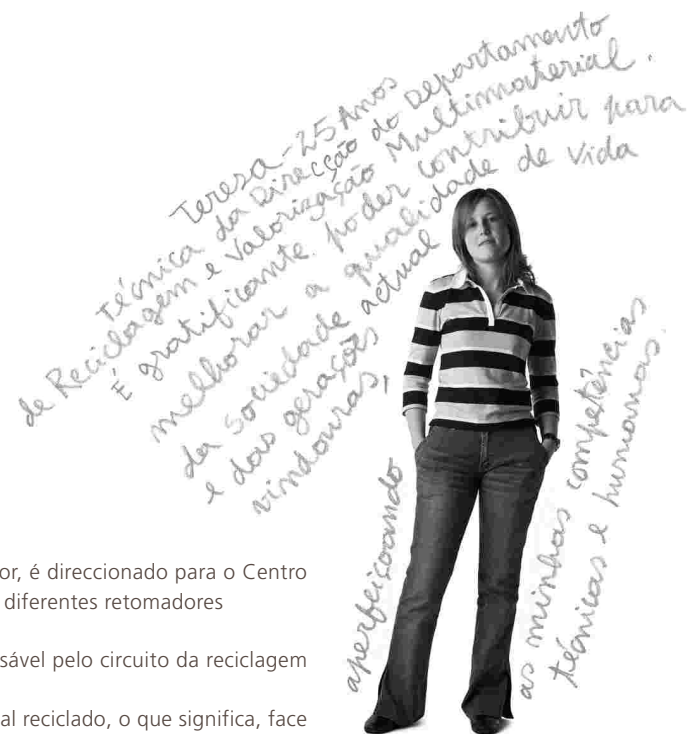 Teresa - 25 Anos
Técnica da Direcção do Departamento
de Reciclagem e Valorização Multimaterial.
É gratificante poder contribuir para
melhorar a qualidade de vida
da sociedade actual
e das gerações
vindouras,
aperfeiçoando
as minhas competências
técnicas e humanas.
or, é direccionado para o Centro
diferentes retomadores
sável pelo circuito da reciclagem
al reciclado, o que significa, face